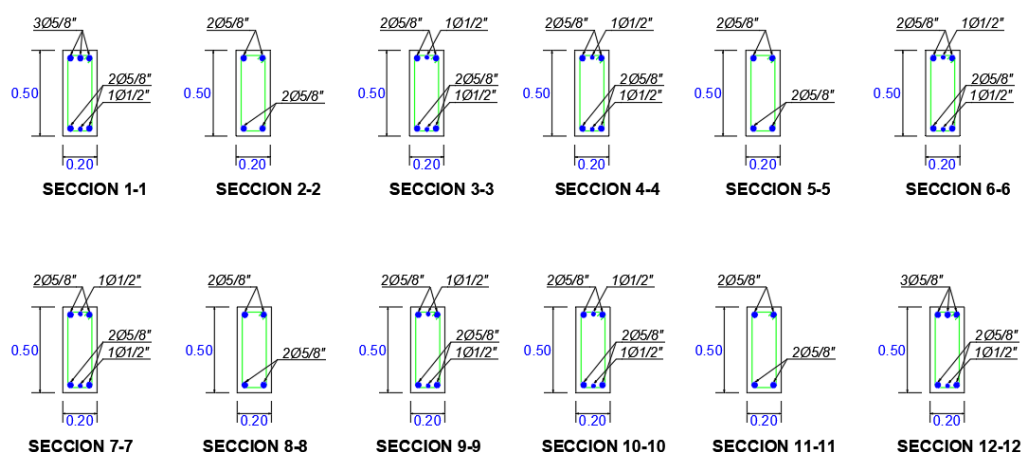 3Ø5/8"
2Ø5/8"
1Ø1/2"
0.50
0.20
SECCION 1-1
2Ø5/8"
2Ø5/8"
0.50
0.20
SECCION 2-2
2Ø5/8" 1Ø1/2"
2Ø5/8"
1Ø1/2"
0.50
0.20
SECCION 3-3
2Ø5/8" 1Ø1/2"
2Ø5/8"
1Ø1/2"
0.50
0.20
SECCION 4-4
2Ø5/8"
2Ø5/8"
0.50
0.20
SECCION 5-5
2Ø5/8" 1Ø1/2"
2Ø5/8"
1Ø1/2"
0.50
0.20
SECCION 6-6
2Ø5/8" 1Ø1/2"
2Ø5/8"
1Ø1/2"
0.50
0.20
SECCION 7-7
2Ø5/8"
2Ø5/8"
0.50
0.20
SECCION 8-8
2Ø5/8" 1Ø1/2"
2Ø5/8"
1Ø1/2"
0.50
0.20
SECCION 9-9
2Ø5/8" 1Ø1/2"
2Ø5/8"
1Ø1/2"
0.50
0.20
SECCION 10-10
2Ø5/8"
2Ø5/8"
0.50
0.20
SECCION 11-11
3Ø5/8"
2Ø5/8"
1Ø1/2"
0.50
0.20
SECCION 12-12